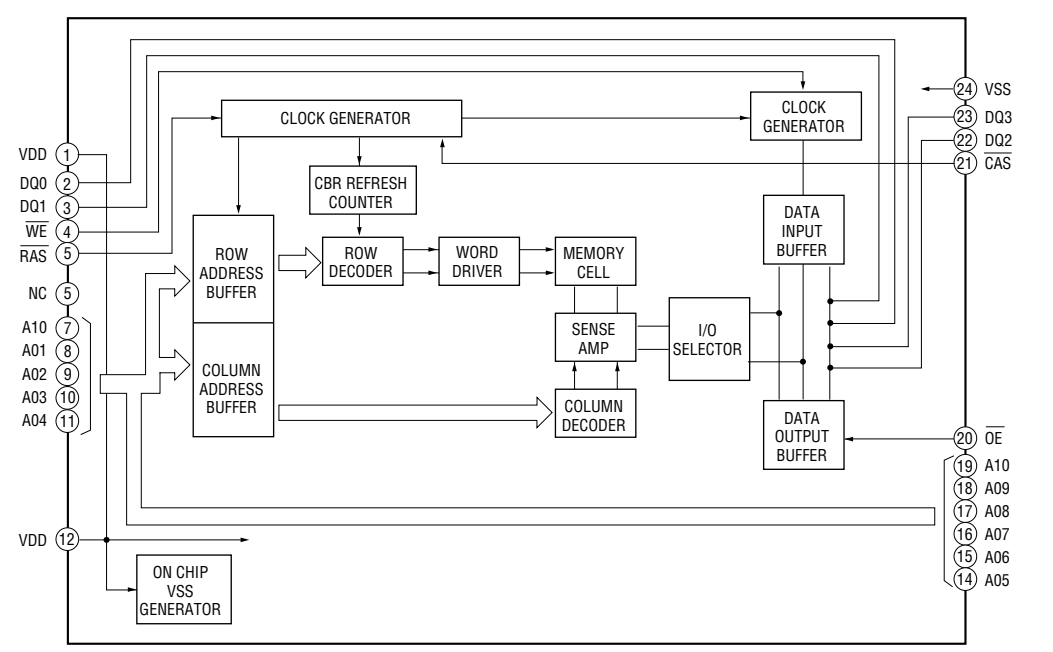 VDD 1
DQ0 2
DQ1 3
WE 4
RAS 5
NC 5
A10 7
A01 8
A02 9
A03 10
A04 11
VDD 12
CLOCK GENERATOR
CBR REFRESH
COUNTER
ROW
ADDRESS
BUFFER
COLUMN
ADDRESS
BUFFER
ROW
DECODER
WORD
DRIVER
MEMORY
CELL
SENSE
AMP
COLUMN
DECODER
I/O
SELECTOR
CLOCK
GENERATOR
DATA
INPUT
BUFFER
DATA
OUTPUT
BUFFER
ON CHIP
VSS
GENERATOR
24 VSS
23 DQ3
22 DQ2
21 CAS
20 OE
19 A10
18 A09
17 A08
16 A07
15 A06
14 A05